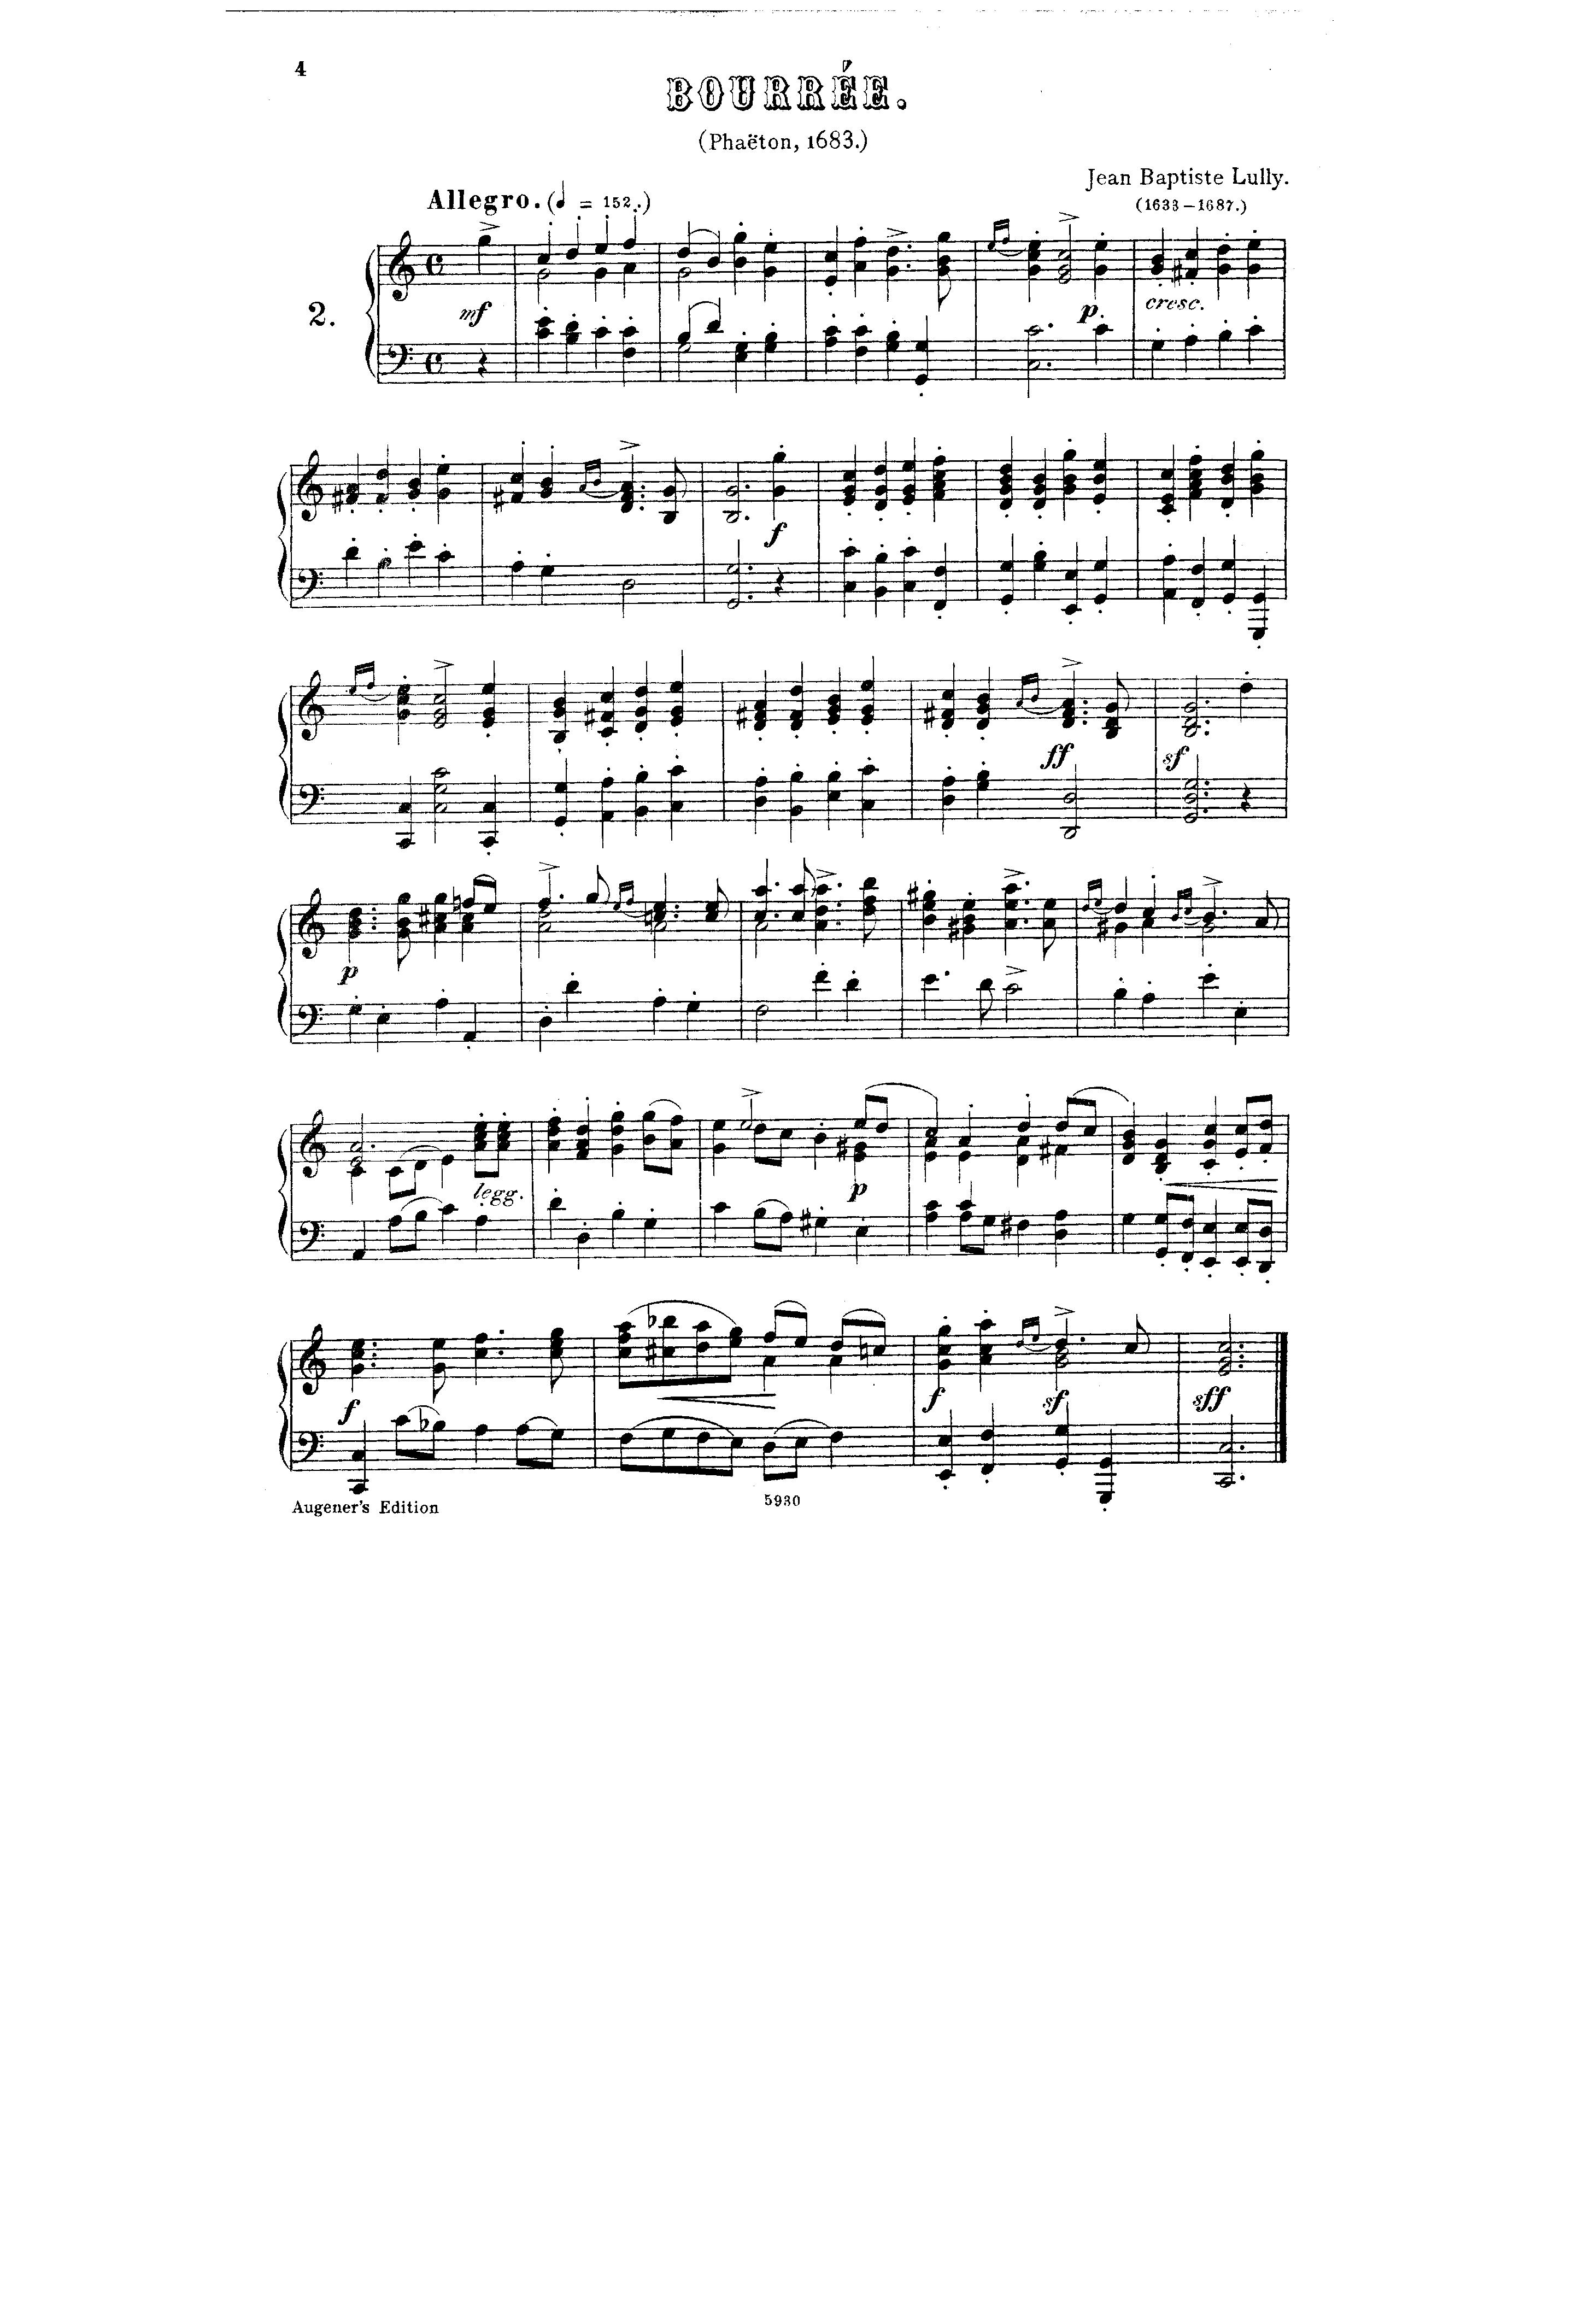 4
BOURRÉE.
(Phaëton, 1683.)
Jean Baptiste Lully.
(1633–1687.)
Allegro. (♩ = 152.)
2.
mf
p
cresc.
f
ff
sf
p
legg.
p
f
f
sf
sff
Augener's Edition
5930